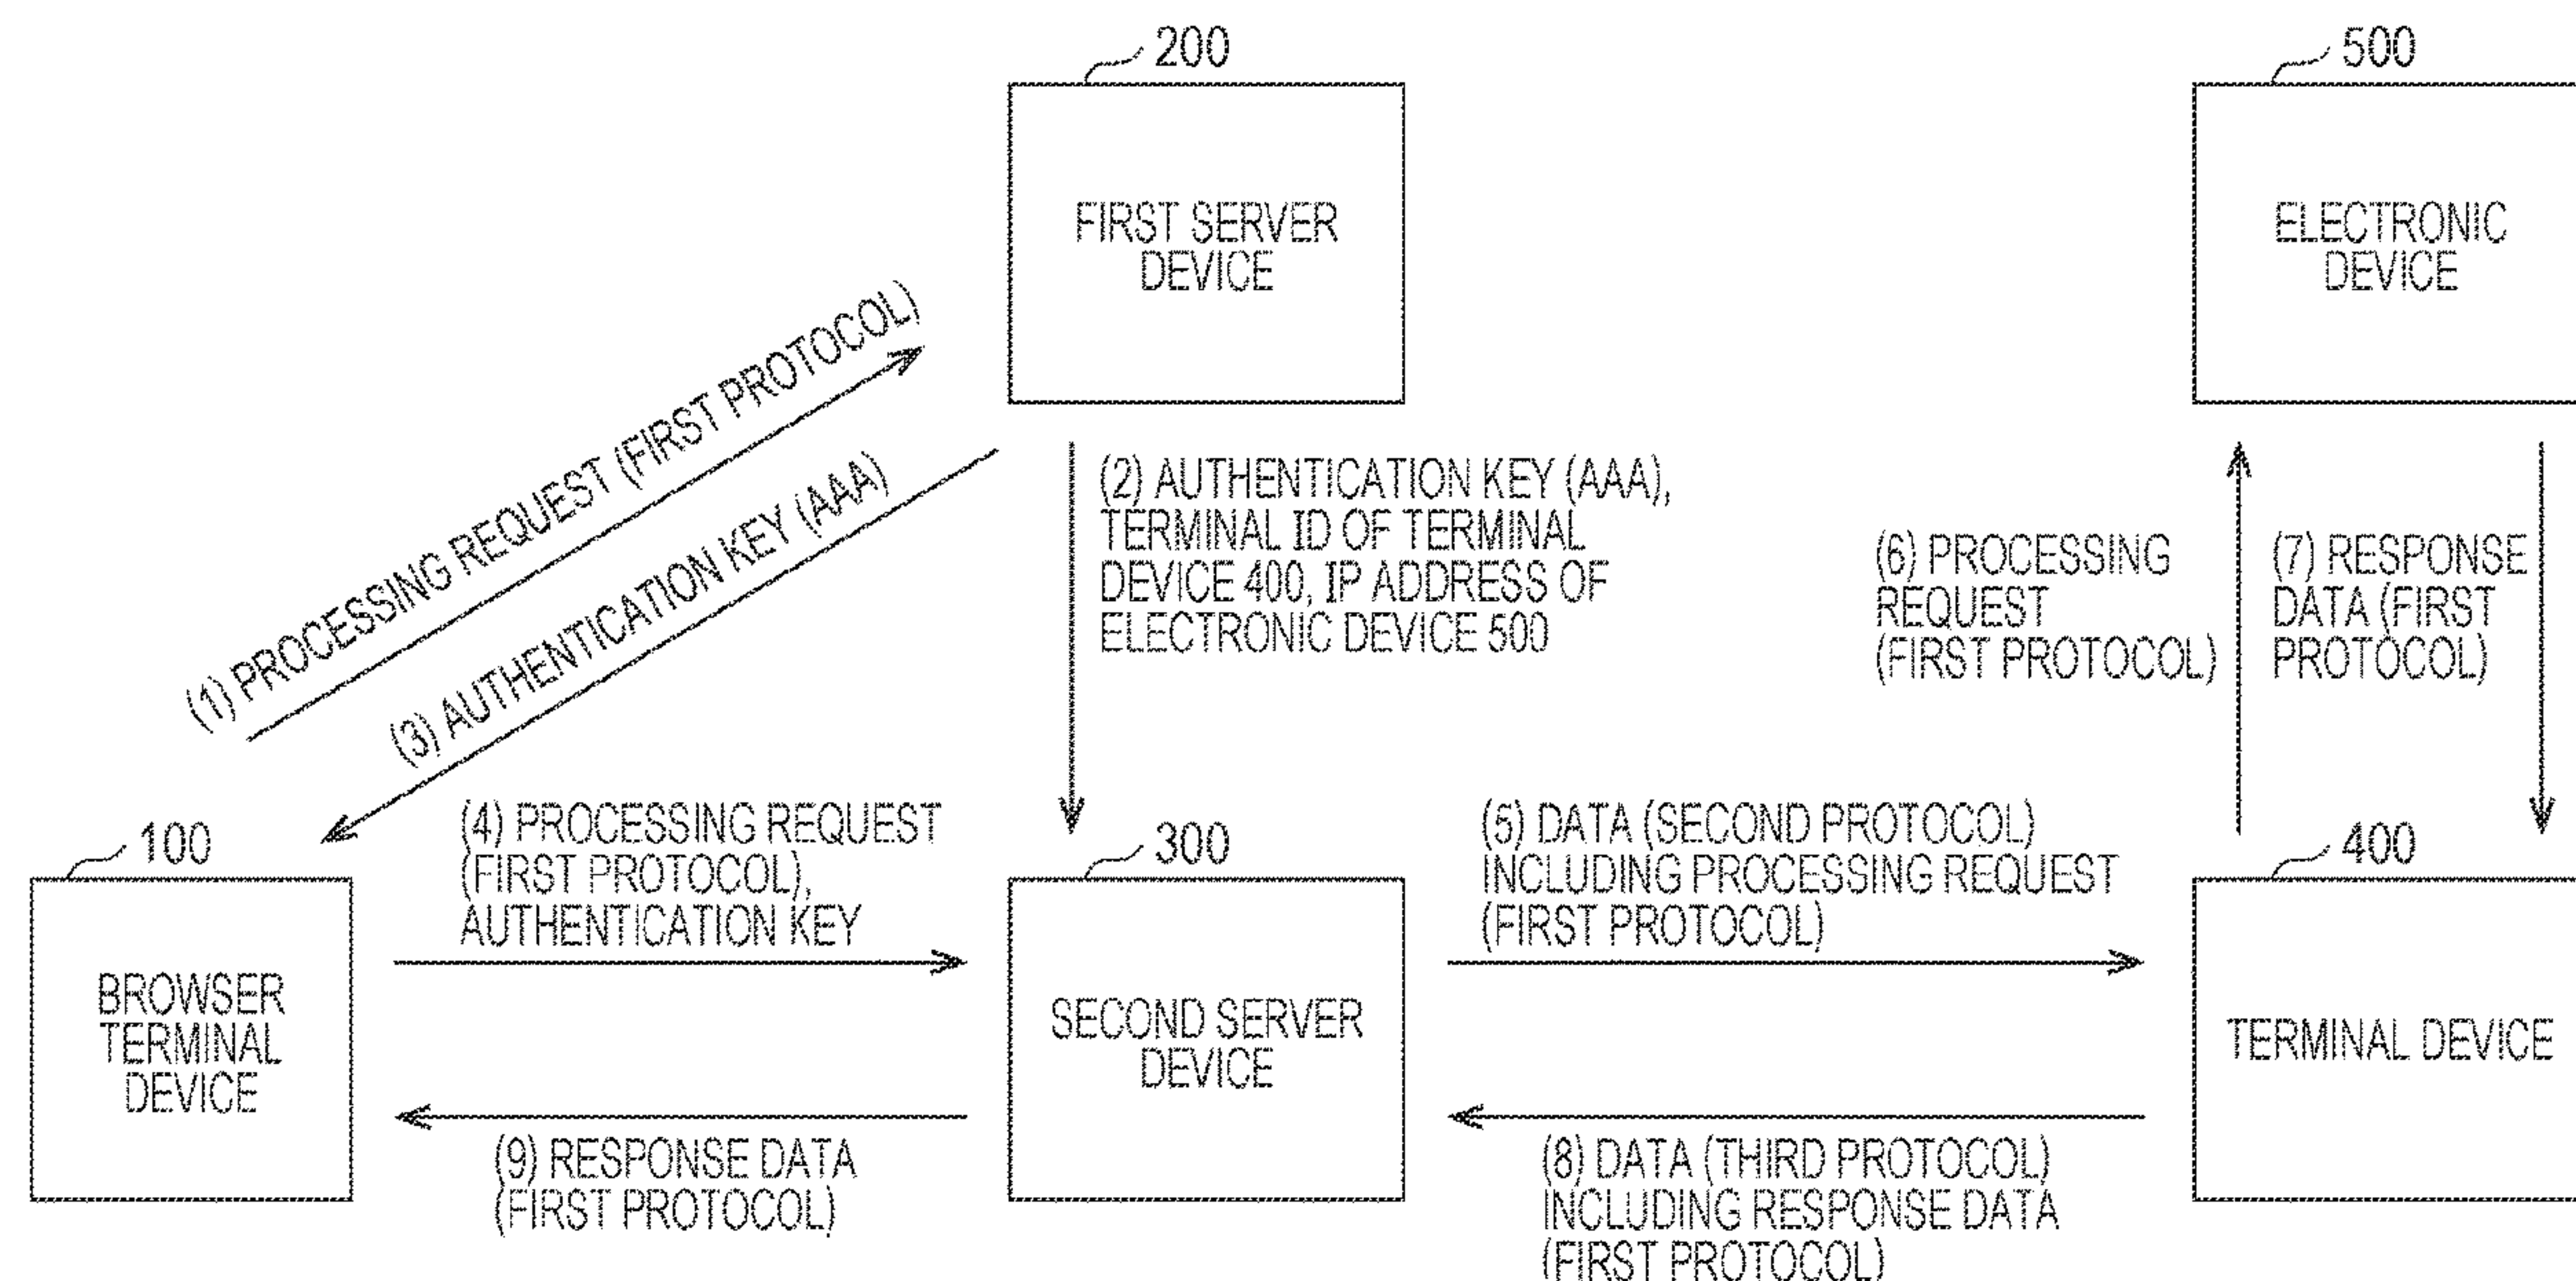 200
FIRST SERVER
DEVICE
500
ELECTRONIC
DEVICE
(1) PROCESSING REQUEST (FIRST PROTOCOL)
(3) AUTHENTICATION KEY (AAA)
(2) AUTHENTICATION KEY (AAA),
TERMINAL ID OF TERMINAL
DEVICE 400, IP ADDRESS OF
ELECTRONIC DEVICE 500
(6) PROCESSING
REQUEST
(FIRST PROTOCOL)
(7) RESPONSE
DATA (FIRST
PROTOCOL)
100
BROWSER
TERMINAL
DEVICE
(4) PROCESSING REQUEST
(FIRST PROTOCOL),
AUTHENTICATION KEY
300
SECOND SERVER
DEVICE
(5) DATA (SECOND PROTOCOL)
INCLUDING PROCESSING REQUEST
(FIRST PROTOCOL)
400
TERMINAL DEVICE
(9) RESPONSE DATA
(FIRST PROTOCOL)
(8) DATA (THIRD PROTOCOL)
INCLUDING RESPONSE DATA
(FIRST PROTOCOL)